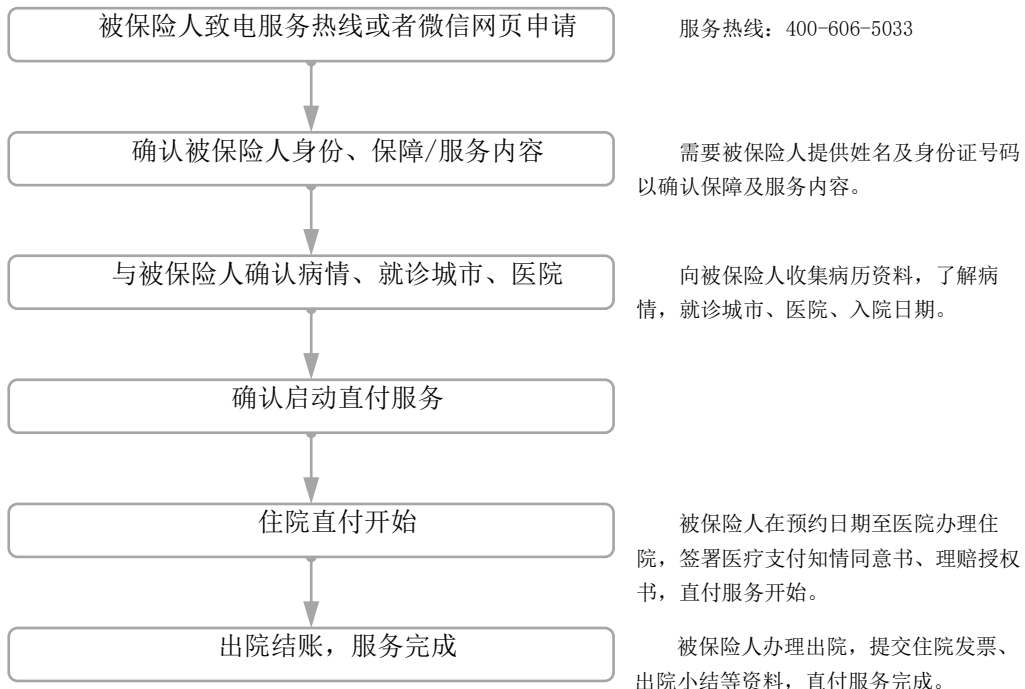 被保险人致电服务热线或者微信网页申请
服务热线：400-606-5033
确认被保险人身份、保障/服务内容
需要被保险人提供姓名及身份证号码
以确认保障及服务内容。
与被保险人确认病情、就诊城市、医院
向被保险人收集病历资料，了解病
情，就诊城市、医院、入院日期。
确认启动直付服务
住院直付开始
被保险人在预约日期至医院办理住
院，签署医疗支付知情同意书、理赔授权
书，直付服务开始。
出院结账，服务完成
被保险人办理出院，提交住院发票、
出院小结等资料，直付服务完成。